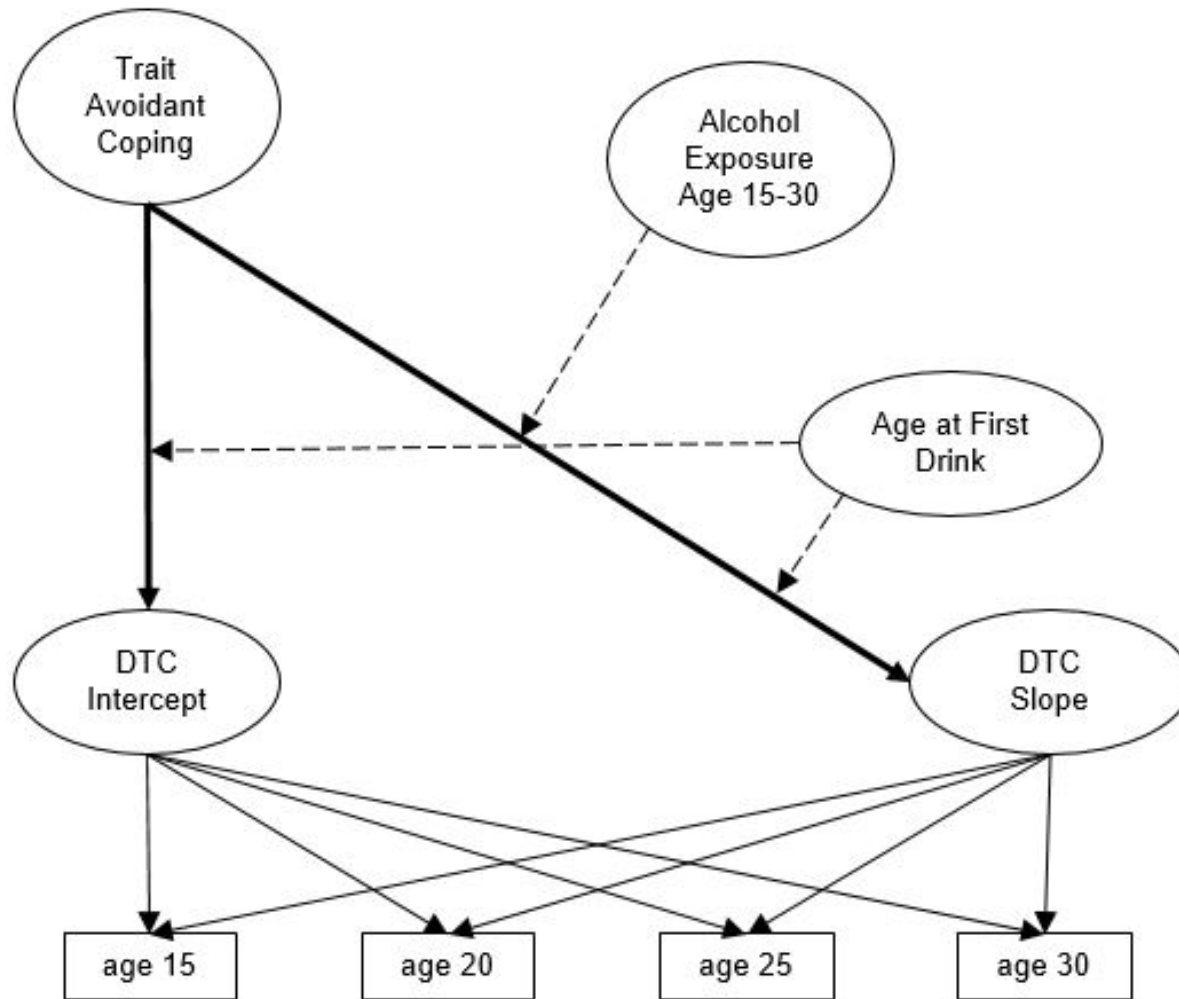 Trait
Avoidant
Coping
Alcohol
Exposure
Age 15-30
Age at First
Drink
DTC
Intercept
DTC
Slope
age 15
age 20
age 25
age 30